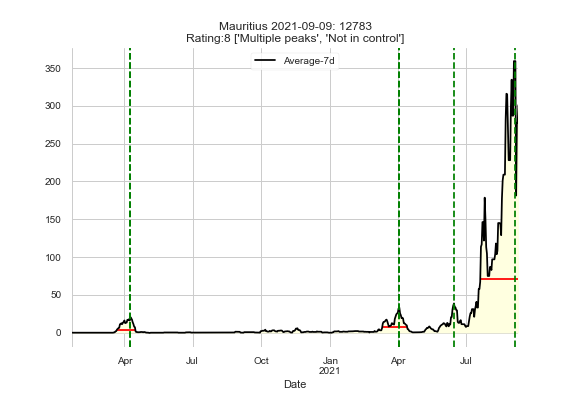 Mauritius 2021-09-09: 12783
Rating:8 ['Multiple peaks', 'Not in control']
Average-7d
350
300
250
200
150
100
50
0
Apr
Jul
Oct
Jan
2021
Apr
Jul
Date